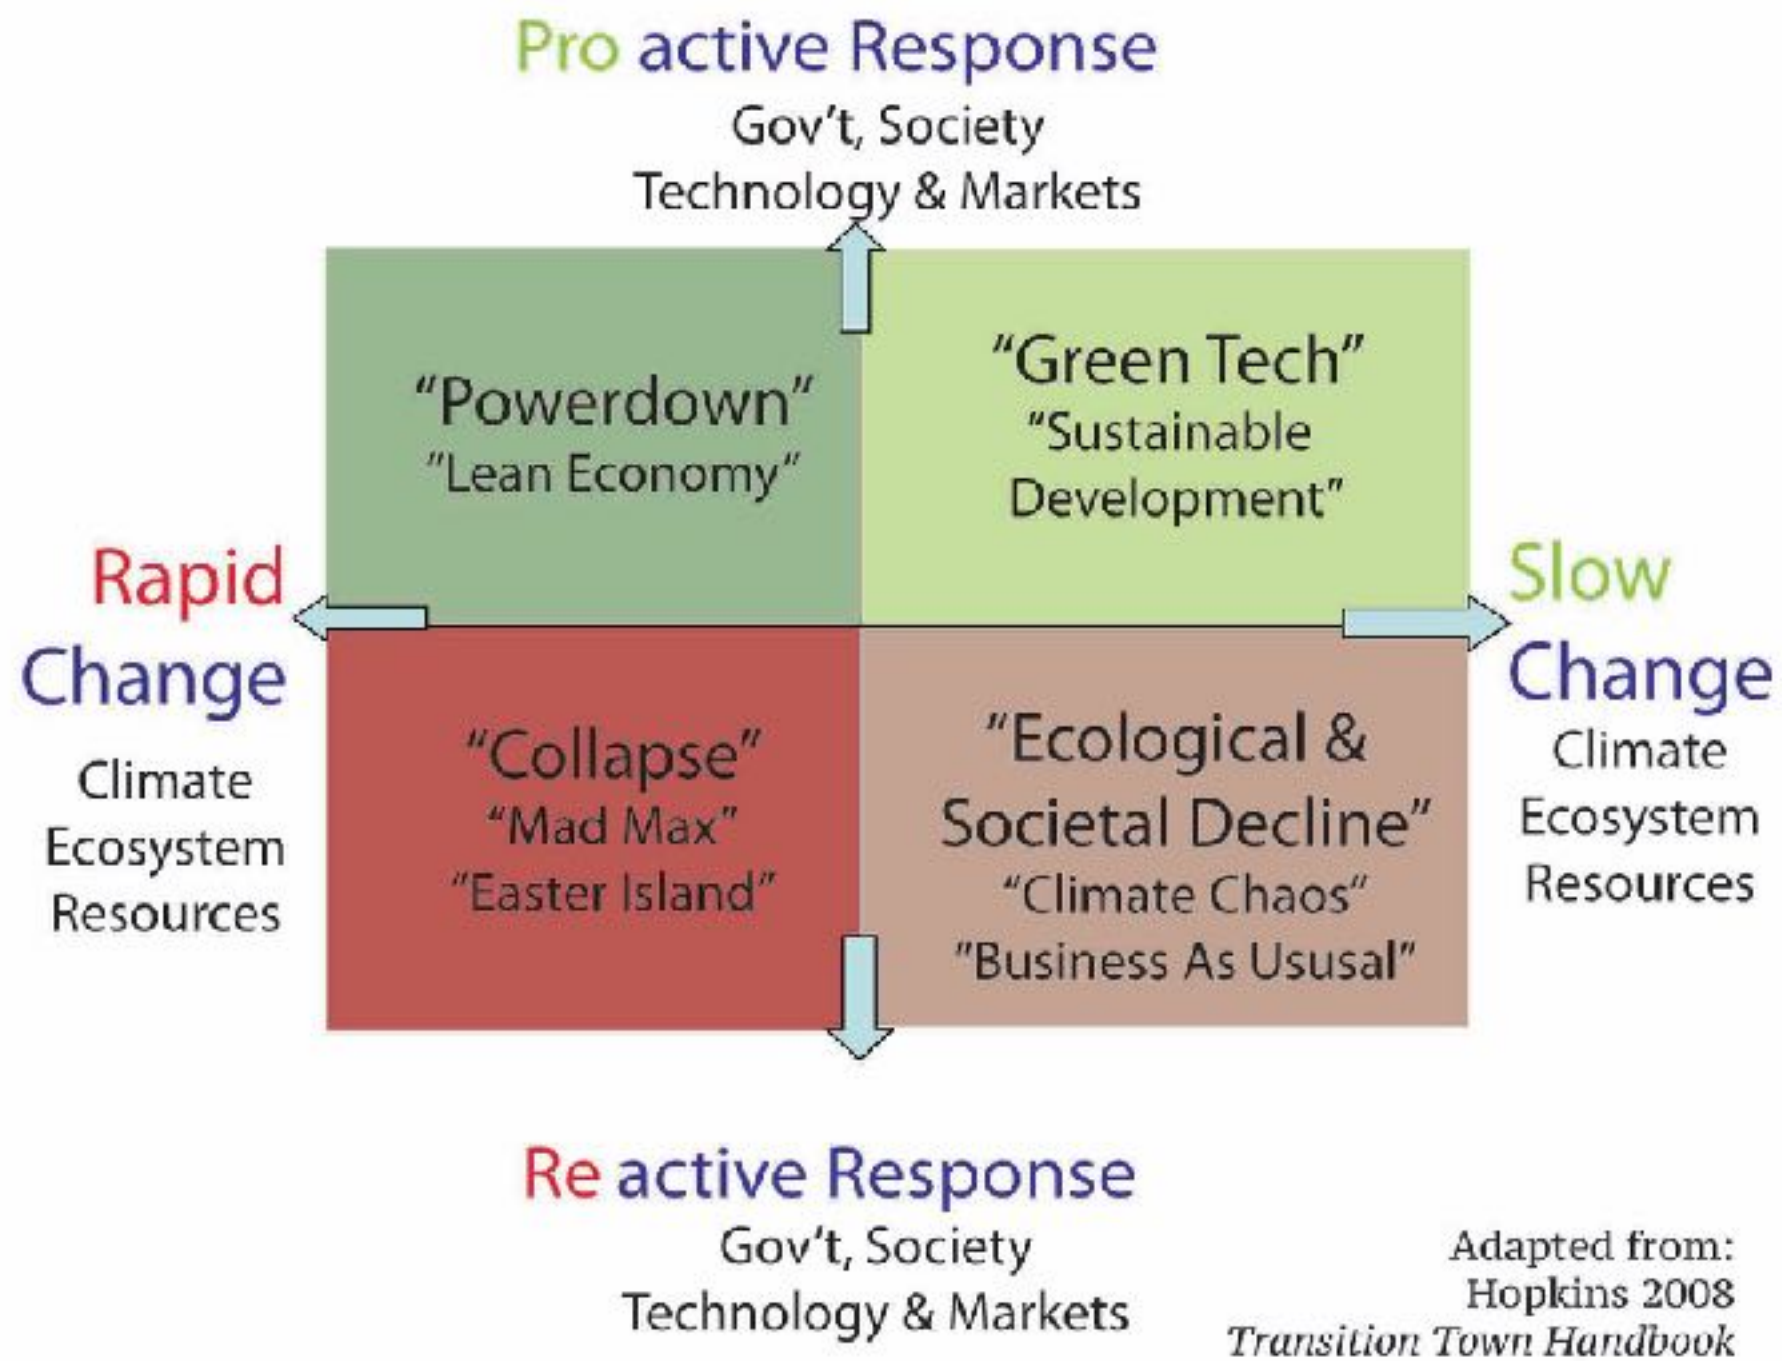 Pro active Response
Gov't, Society
Technology & Markets
“Powerdown”
“Lean Economy”
“Green Tech”
“Sustainable
Development”
Rapid
Change
Climate
Ecosystem
Resources
Slow
Change
Climate
Ecosystem
Resources
“Collapse”
“Mad Max”
“Easter Island”
“Ecological &
Societal Decline”
“Climate Chaos”
“Business As Ususal”
Re active Response
Gov't, Society
Technology & Markets
Adapted from:
Hopkins 2008
Transition Town Handbook